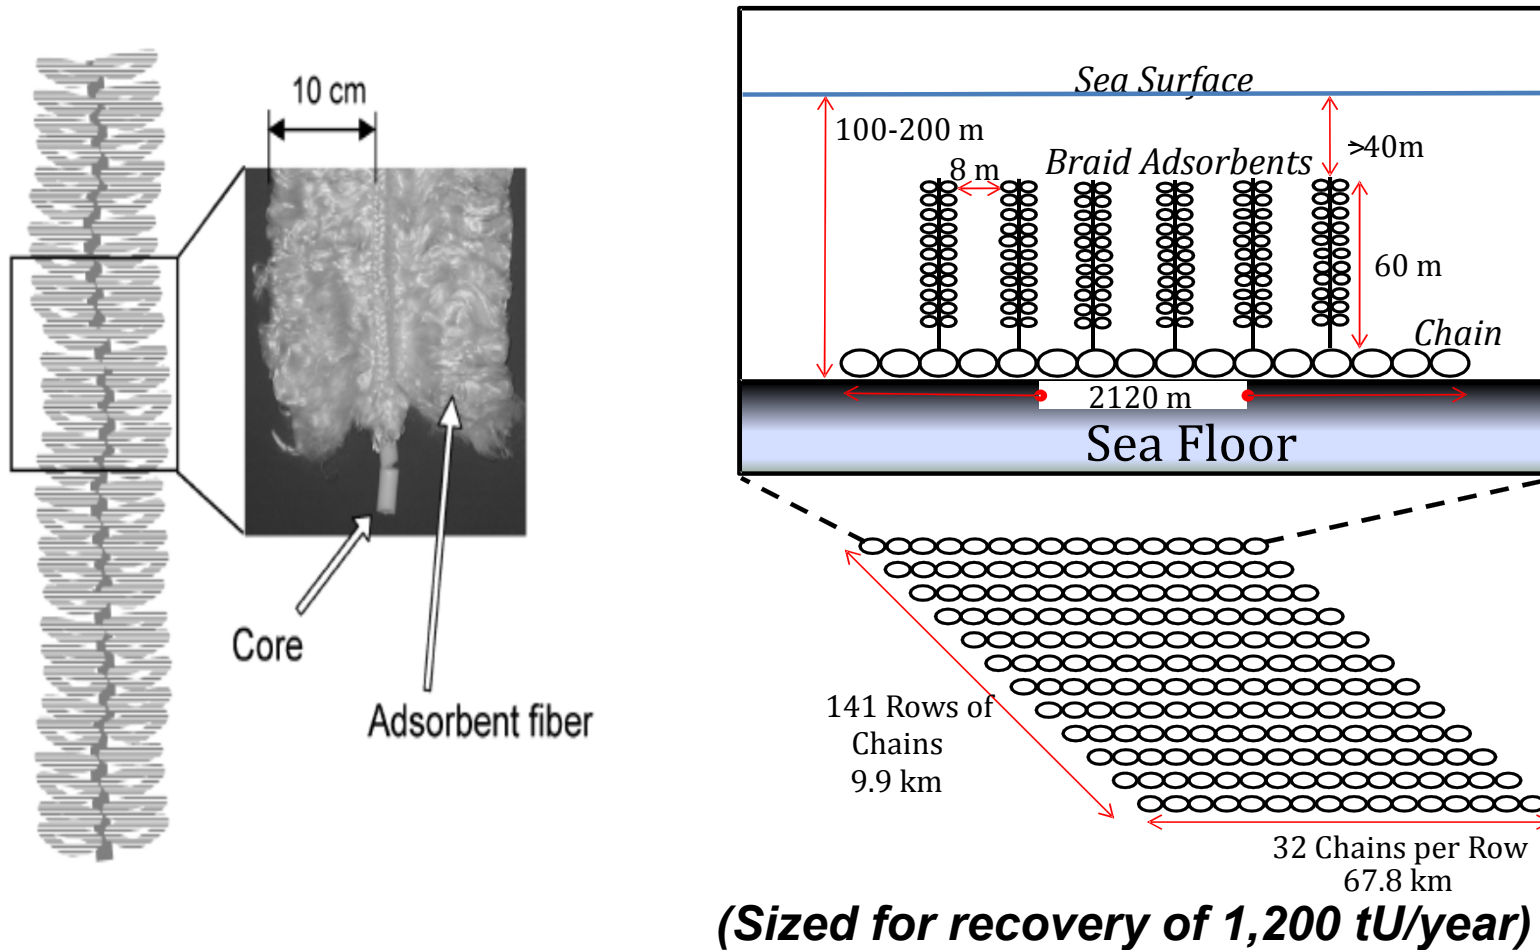 10 cm
Core
Adsorbent fiber
Sea Surface
100-200 m
>40m
Braid Adsorbents
8 m
60 m
Chain
2120 m
Sea Floor
141 Rows of
Chains
9.9 km
32 Chains per Row
67.8 km
(Sized for recovery of 1,200 tU/year)